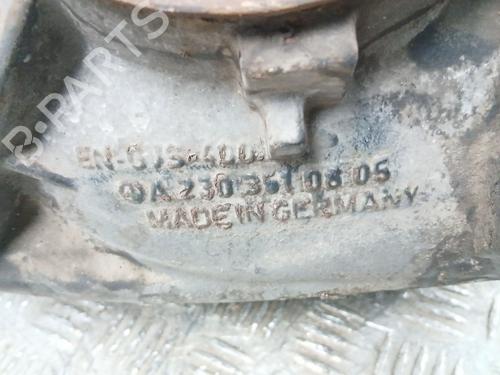 B-PARTS
EN-GJS-400
A 230 351 08 05
MADE IN GERMANY